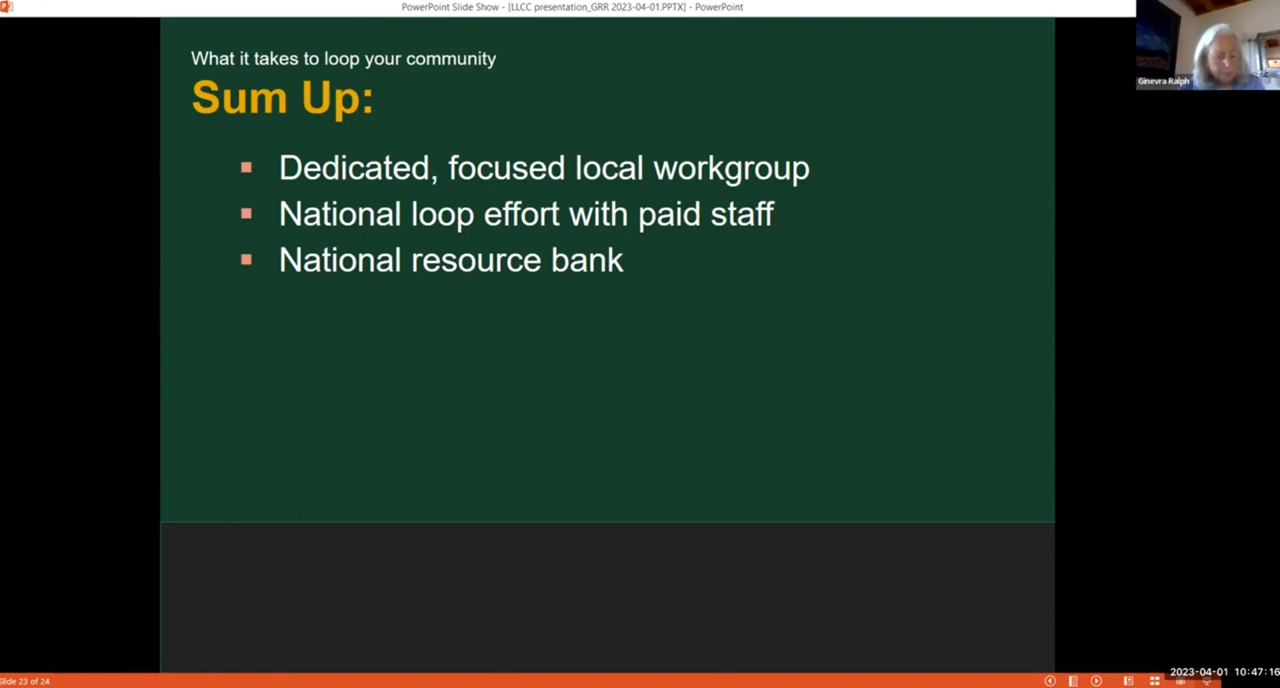 PowerPoint Slide Show - [LLCC presentation_GRR 2023-04-01.PPTX] - PowerPoint
Ginevra Ralph
What it takes to loop your community
Sum Up:
Dedicated, focused local workgroup
National loop effort with paid staff
National resource bank
Slide 23 of 24
2023-04-01 10:47:16